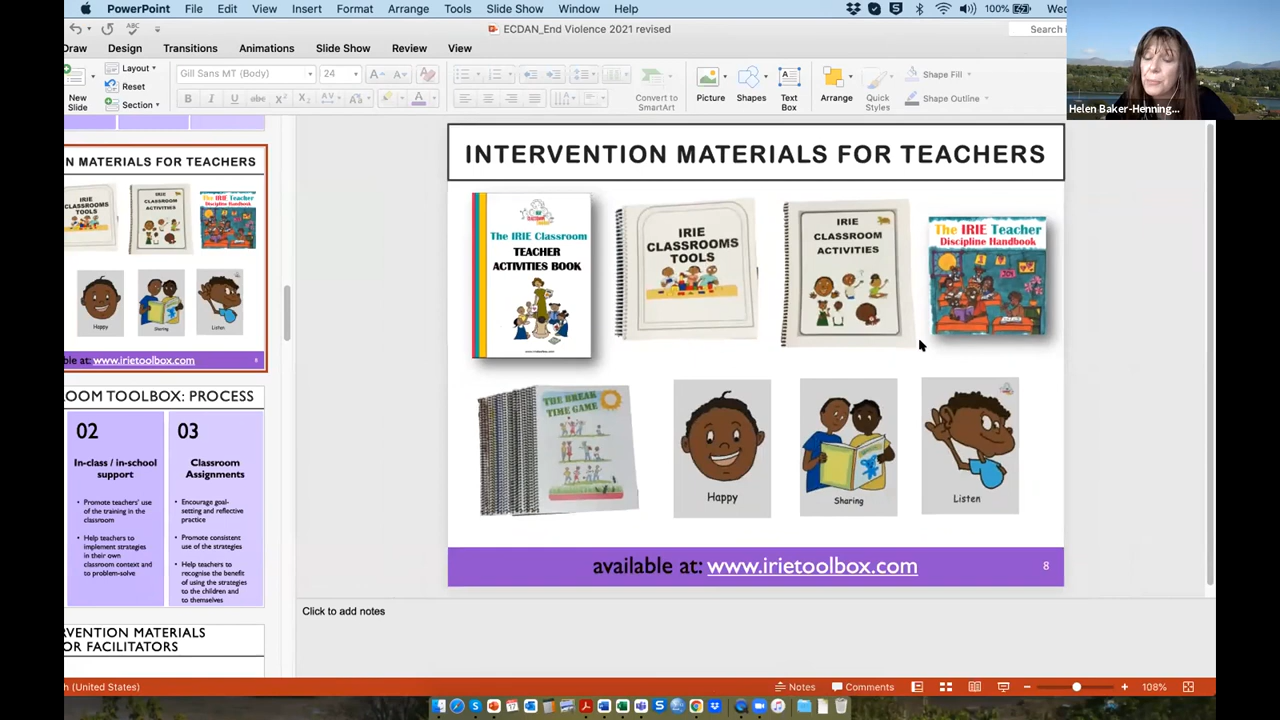 PowerPoint File Edit View Insert Format Arrange Tools Slide Show Window Help 100% Wed
ECDAN_End Violence 2021 revised
Search i
Draw Design Transitions Animations Slide Show Review View
New Slide
Layout
Reset
Section
Gill Sans MT (Body) 24
Convert to SmartArt
Picture Shapes Text Box
Arrange Quick Styles
Shape Fill
Shape Outline
Helen Baker-Henning...
N MATERIALS FOR TEACHERS
IRIE
CLASSROOMS
TOOLS
IRIE
CLASSROOM
ACTIVITIES
The IRIE Teacher
Discipline Handbook
Happy
Sharing
Listen
ble at: www.irietoolbox.com 8
OOM TOOLBOX: PROCESS
02
In-class / in-school
support
• Promote teachers' use
of the training in the
classroom
• Help teachers to
implement strategies
in their own
classroom context and
to problem-solve
03
Classroom
Assignments
• Encourage goal-
setting and reflective
practice
• Promote consistent
use of the strategies
• Help teachers to
recognise the benefit
of using the strategies
to the children and
to themselves
RVENTION MATERIALS
OR FACILITATORS
INTERVENTION MATERIALS FOR TEACHERS
The IRIE Classroom
TEACHER
ACTIVITIES BOOK
IRIE
CLASSROOMS
TOOLS
IRIE
CLASSROOM
ACTIVITIES
The IRIE Teacher
Discipline Handbook
THE BREAK
TIME GAME
Happy
Sharing
Listen
available at: www.irietoolbox.com 8
Click to add notes
h (United States)
Notes Comments 108%